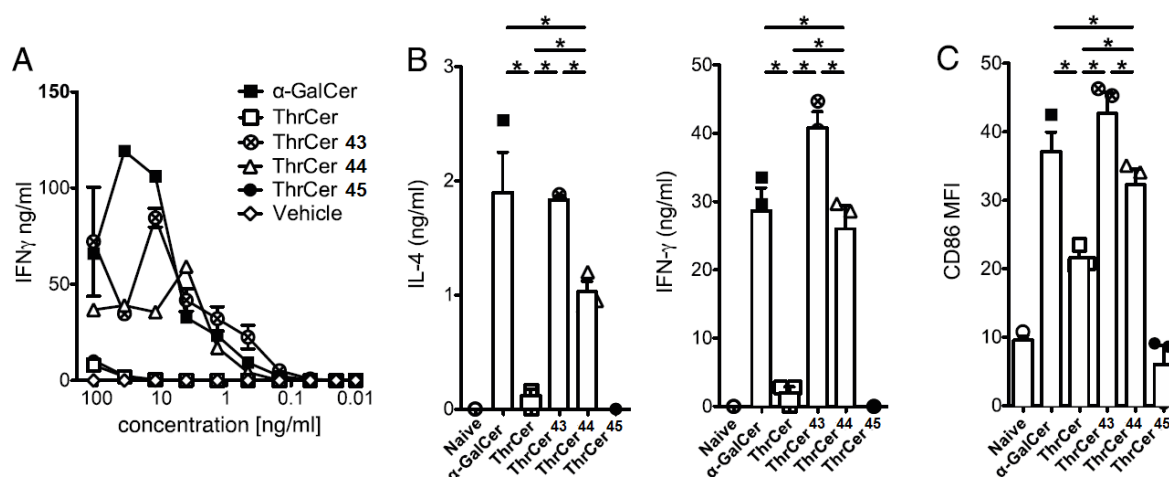 A
IFNγ ng/ml
150
100
50
0
100
10
1
0.1
0.01
concentration [ng/ml]
α-GalCer
ThrCer
ThrCer 43
ThrCer 44
ThrCer 45
Vehicle
B
IL-4 (ng/ml)
3
2
1
0
*
*
* * *
Naive
α-GalCer
ThrCer
ThrCer 43
ThrCer 44
ThrCer 45
IFN-γ (ng/ml)
50
40
30
20
10
0
*
*
* * *
Naive
α-GalCer
ThrCer
ThrCer 43
ThrCer 44
ThrCer 45
C
CD86 MFI
50
40
30
20
10
0
*
*
* * *
Naive
α-GalCer
ThrCer
ThrCer 43
ThrCer 44
ThrCer 45